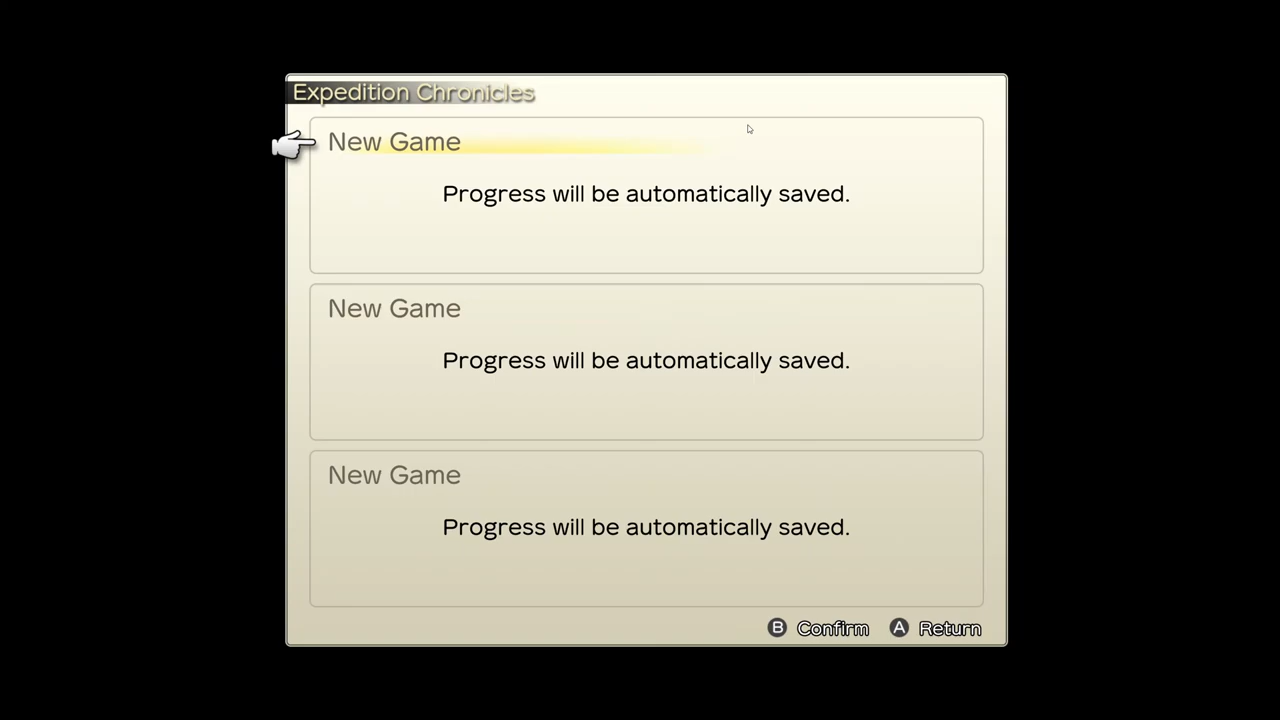 Expedition Chronicles
New Game
Progress will be automatically saved.
New Game
Progress will be automatically saved.
New Game
Progress will be automatically saved.
B Confirm A Return